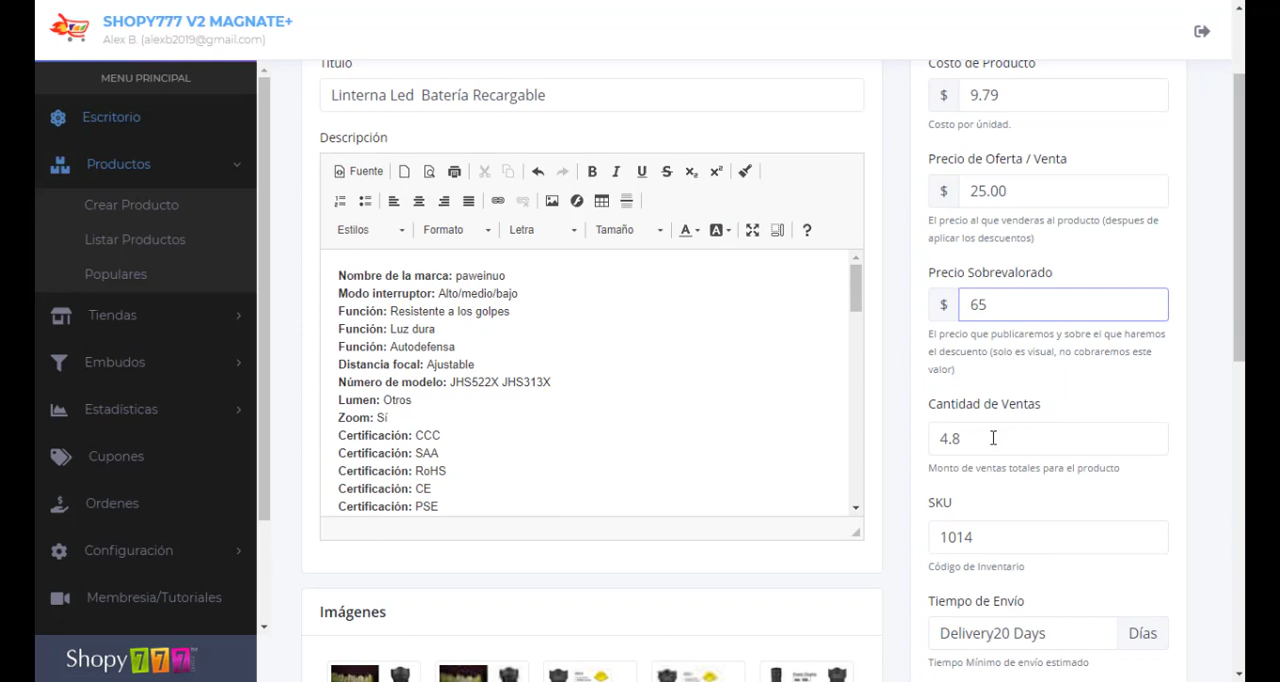 SHOPY777 V2 MAGNATE+
Alex B. (alexb2019@gmail.com)
MENU PRINCIPAL
Escritorio
Productos
Crear Producto
Listar Productos
Populares
Tiendas
Embudos
Estadísticas
Cupones
Ordenes
Configuración
Membresia/Tutoriales
Shopy777
Título
Linterna Led  Batería Recargable
Descripción
Fuente
B I U S x₂ x²
Estilos Formato Letra Tamaño A A ?
Nombre de la marca: paweinuo
Modo interruptor: Alto/medio/bajo
Función: Resistente a los golpes
Función: Luz dura
Función: Autodefensa
Distancia focal: Ajustable
Número de modelo: JHS522X JHS313X
Lumen: Otros
Zoom: Sí
Certificación: CCC
Certificación: SAA
Certificación: RoHS
Certificación: CE
Certificación: PSE
Imágenes
Costo de Producto
$ 9.79
Costo por únidad.
Precio de Oferta / Venta
$ 25.00
El precio al que venderas al producto (despues de
aplicar los descuentos)
Precio Sobrevalorado
$ 65
El precio que publicaremos y sobre el que haremos
el descuento (solo es visual, no cobraremos este
valor)
Cantidad de Ventas
4.8
Monto de ventas totales para el producto
SKU
1014
Código de Inventario
Tiempo de Envío
Delivery20 Days Días
Tiempo Mínimo de envío estimado